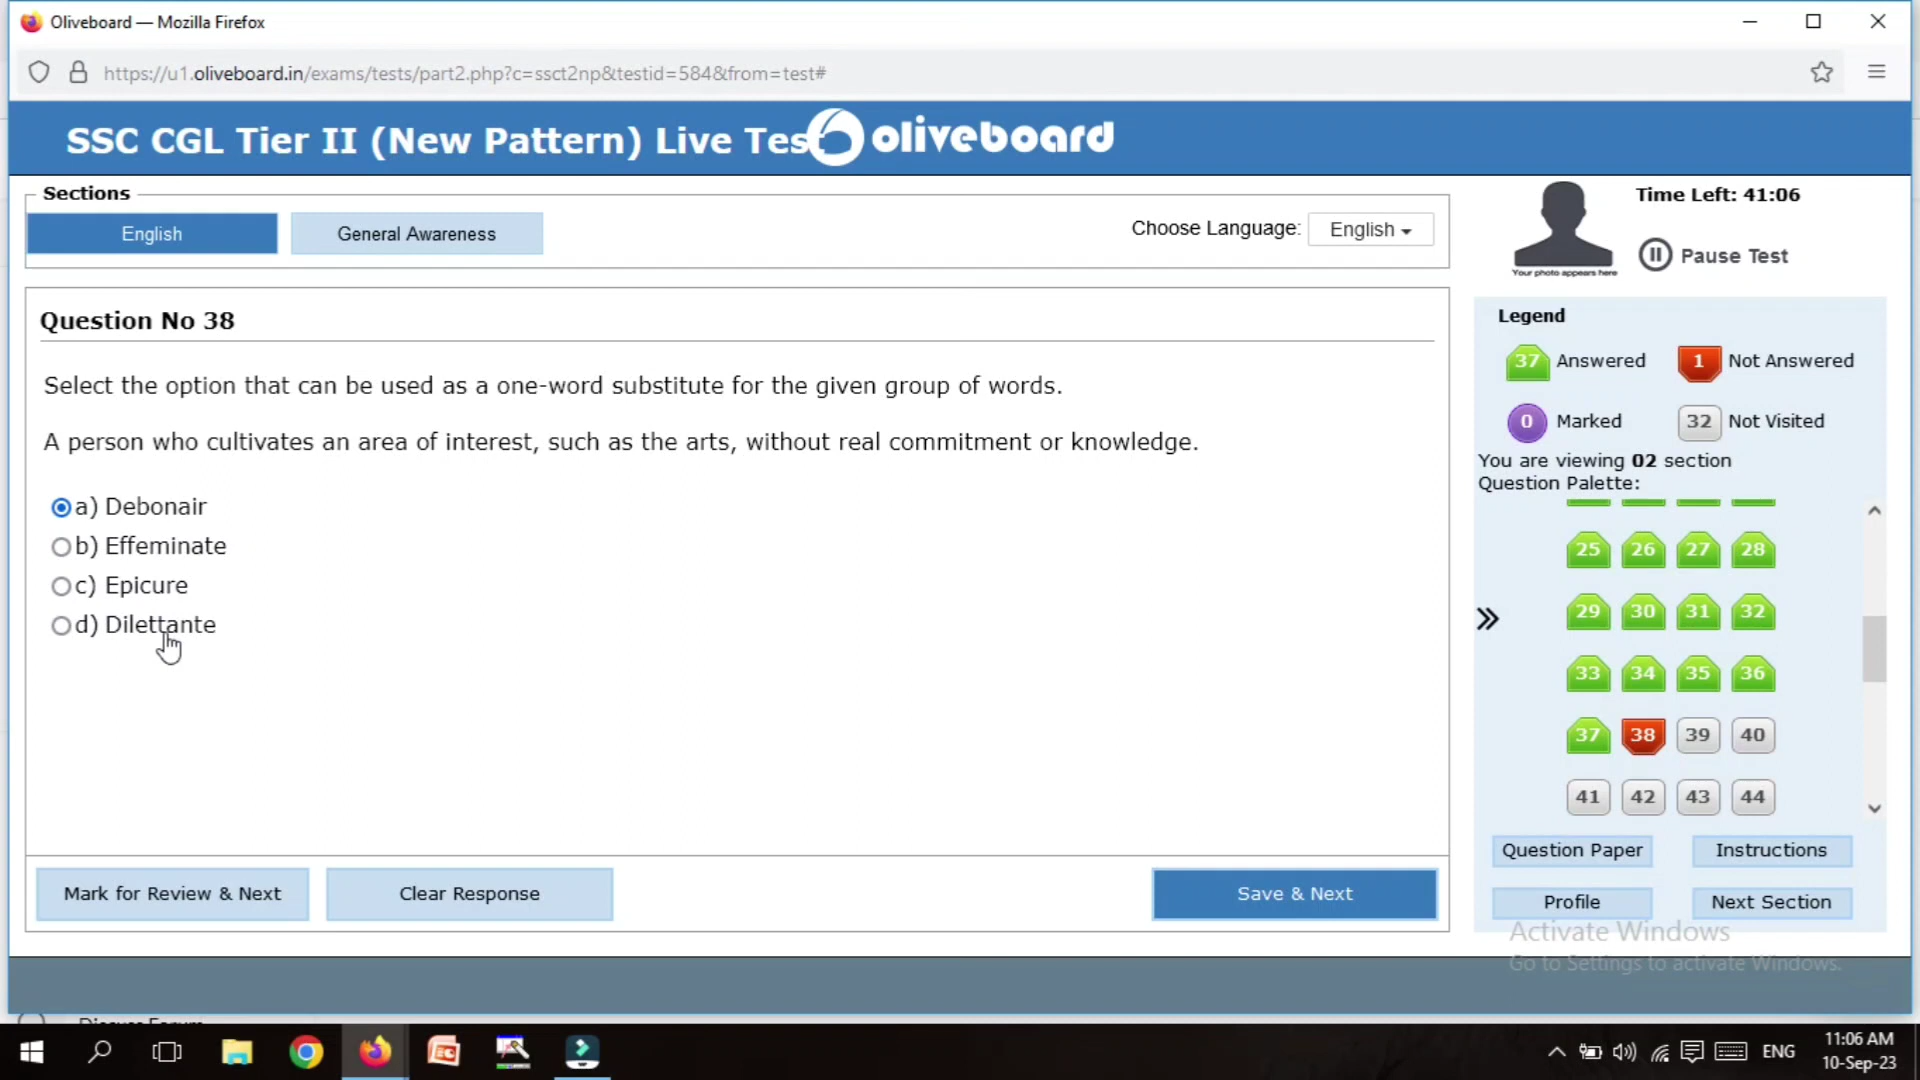 Oliveboard — Mozilla Firefox
https://u1.oliveboard.in/exams/tests/part2.php?c=ssct2np&testid=584&from=test#
SSC CGL Tier II (New Pattern) Live Tes
oliveboard
Sections
English
General Awareness
Choose Language:
English
Your photo appears here
Time Left: 41:06
Pause Test
Question No 38
Select the option that can be used as a one-word substitute for the given group of words.
A person who cultivates an area of interest, such as the arts, without real commitment or knowledge.
a) Debonair
b) Effeminate
c) Epicure
d) Dilettante
Mark for Review & Next
Clear Response
Save & Next
Legend
37 Answered
1 Not Answered
0 Marked
32 Not Visited
You are viewing 02 section
Question Palette:
25 26 27 28
29 30 31 32
33 34 35 36
37 38 39 40
41 42 43 44
Question Paper
Instructions
Profile
Next Section
Activate Windows
Go to Settings to activate Windows.
ENG
11:06 AM
10-Sep-23